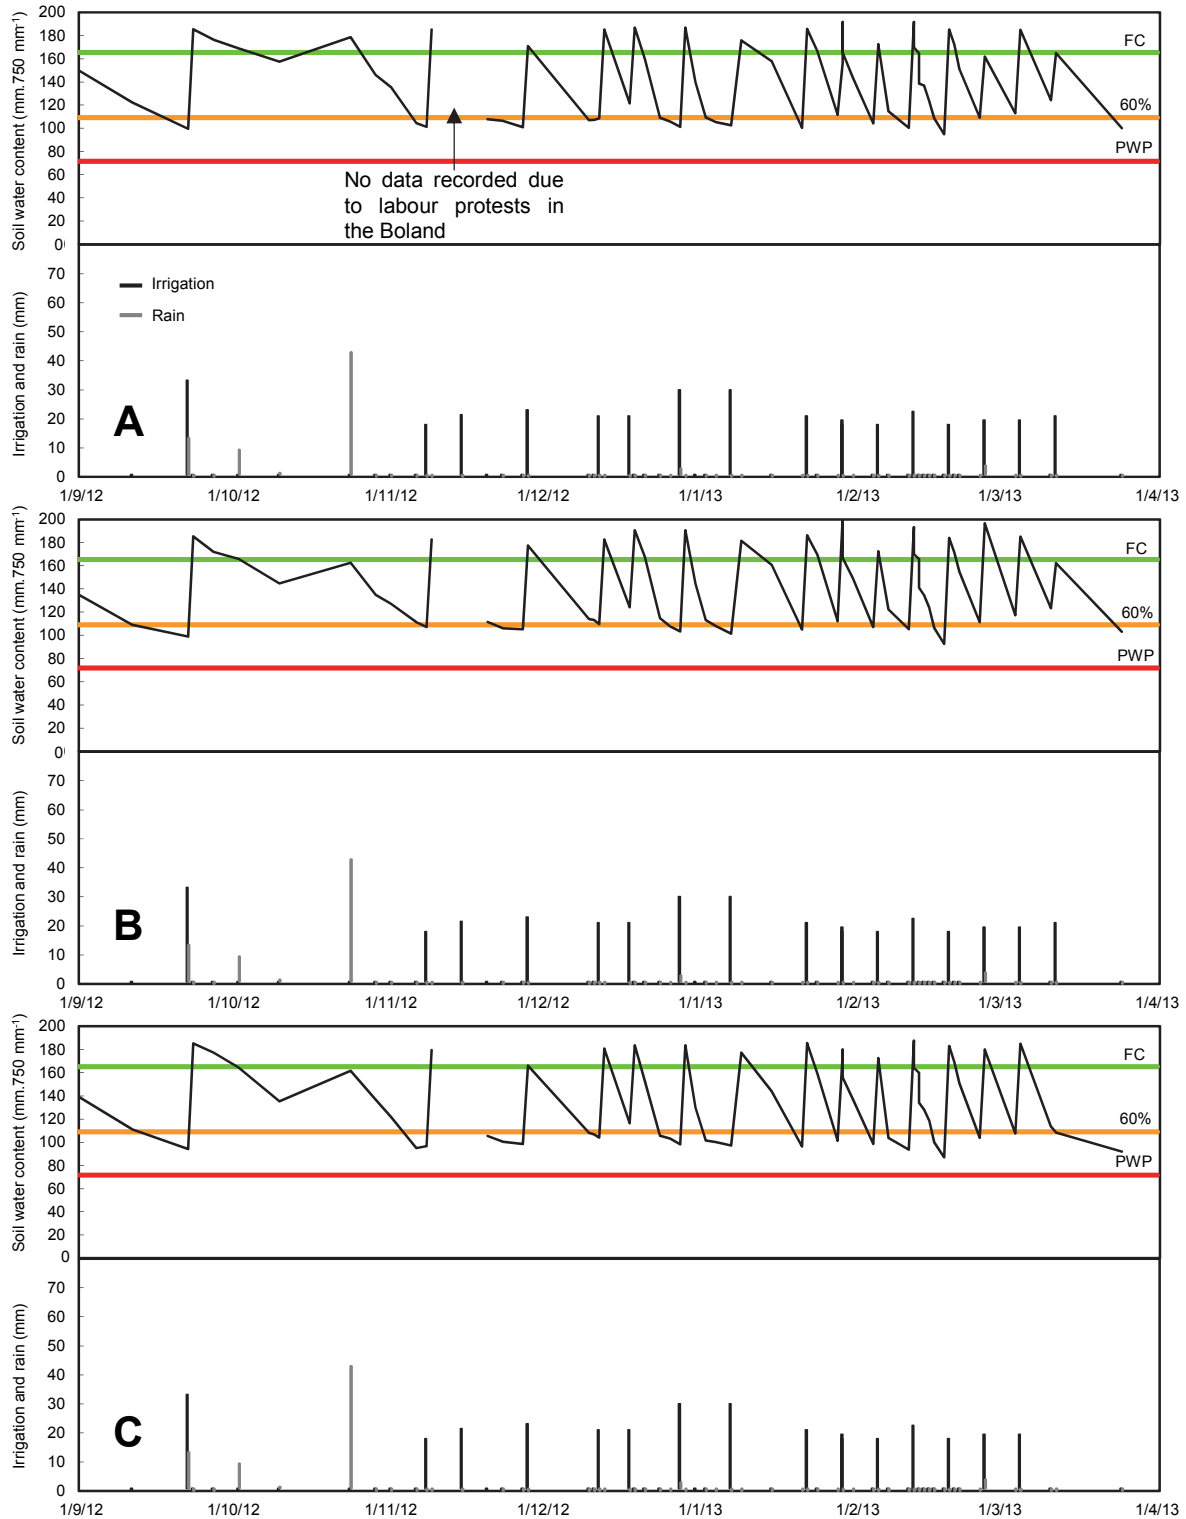 200
180
160
140
120
100
80
60
40
20
0
Soil water content (mm.750 mm⁻¹)
FC
60%
PWP
No data recorded due
to labour protests in
the Boland
70
60
50
40
30
20
10
0
Irrigation and rain (mm)
Irrigation
Rain
A
1/9/12 1/10/12 1/11/12 1/12/12 1/1/13 1/2/13 1/3/13 1/4/13
200
180
160
140
120
100
80
60
40
20
0
Soil water content (mm.750 mm⁻¹)
FC
60%
PWP
70
60
50
40
30
20
10
0
Irrigation and rain (mm)
B
1/9/12 1/10/12 1/11/12 1/12/12 1/1/13 1/2/13 1/3/13 1/4/13
200
180
160
140
120
100
80
60
40
20
0
Soil water content (mm.750 mm⁻¹)
FC
60%
PWP
70
60
50
40
30
20
10
0
Irrigation and rain (mm)
C
1/9/12 1/10/12 1/11/12 1/12/12 1/1/13 1/2/13 1/3/13 1/4/13